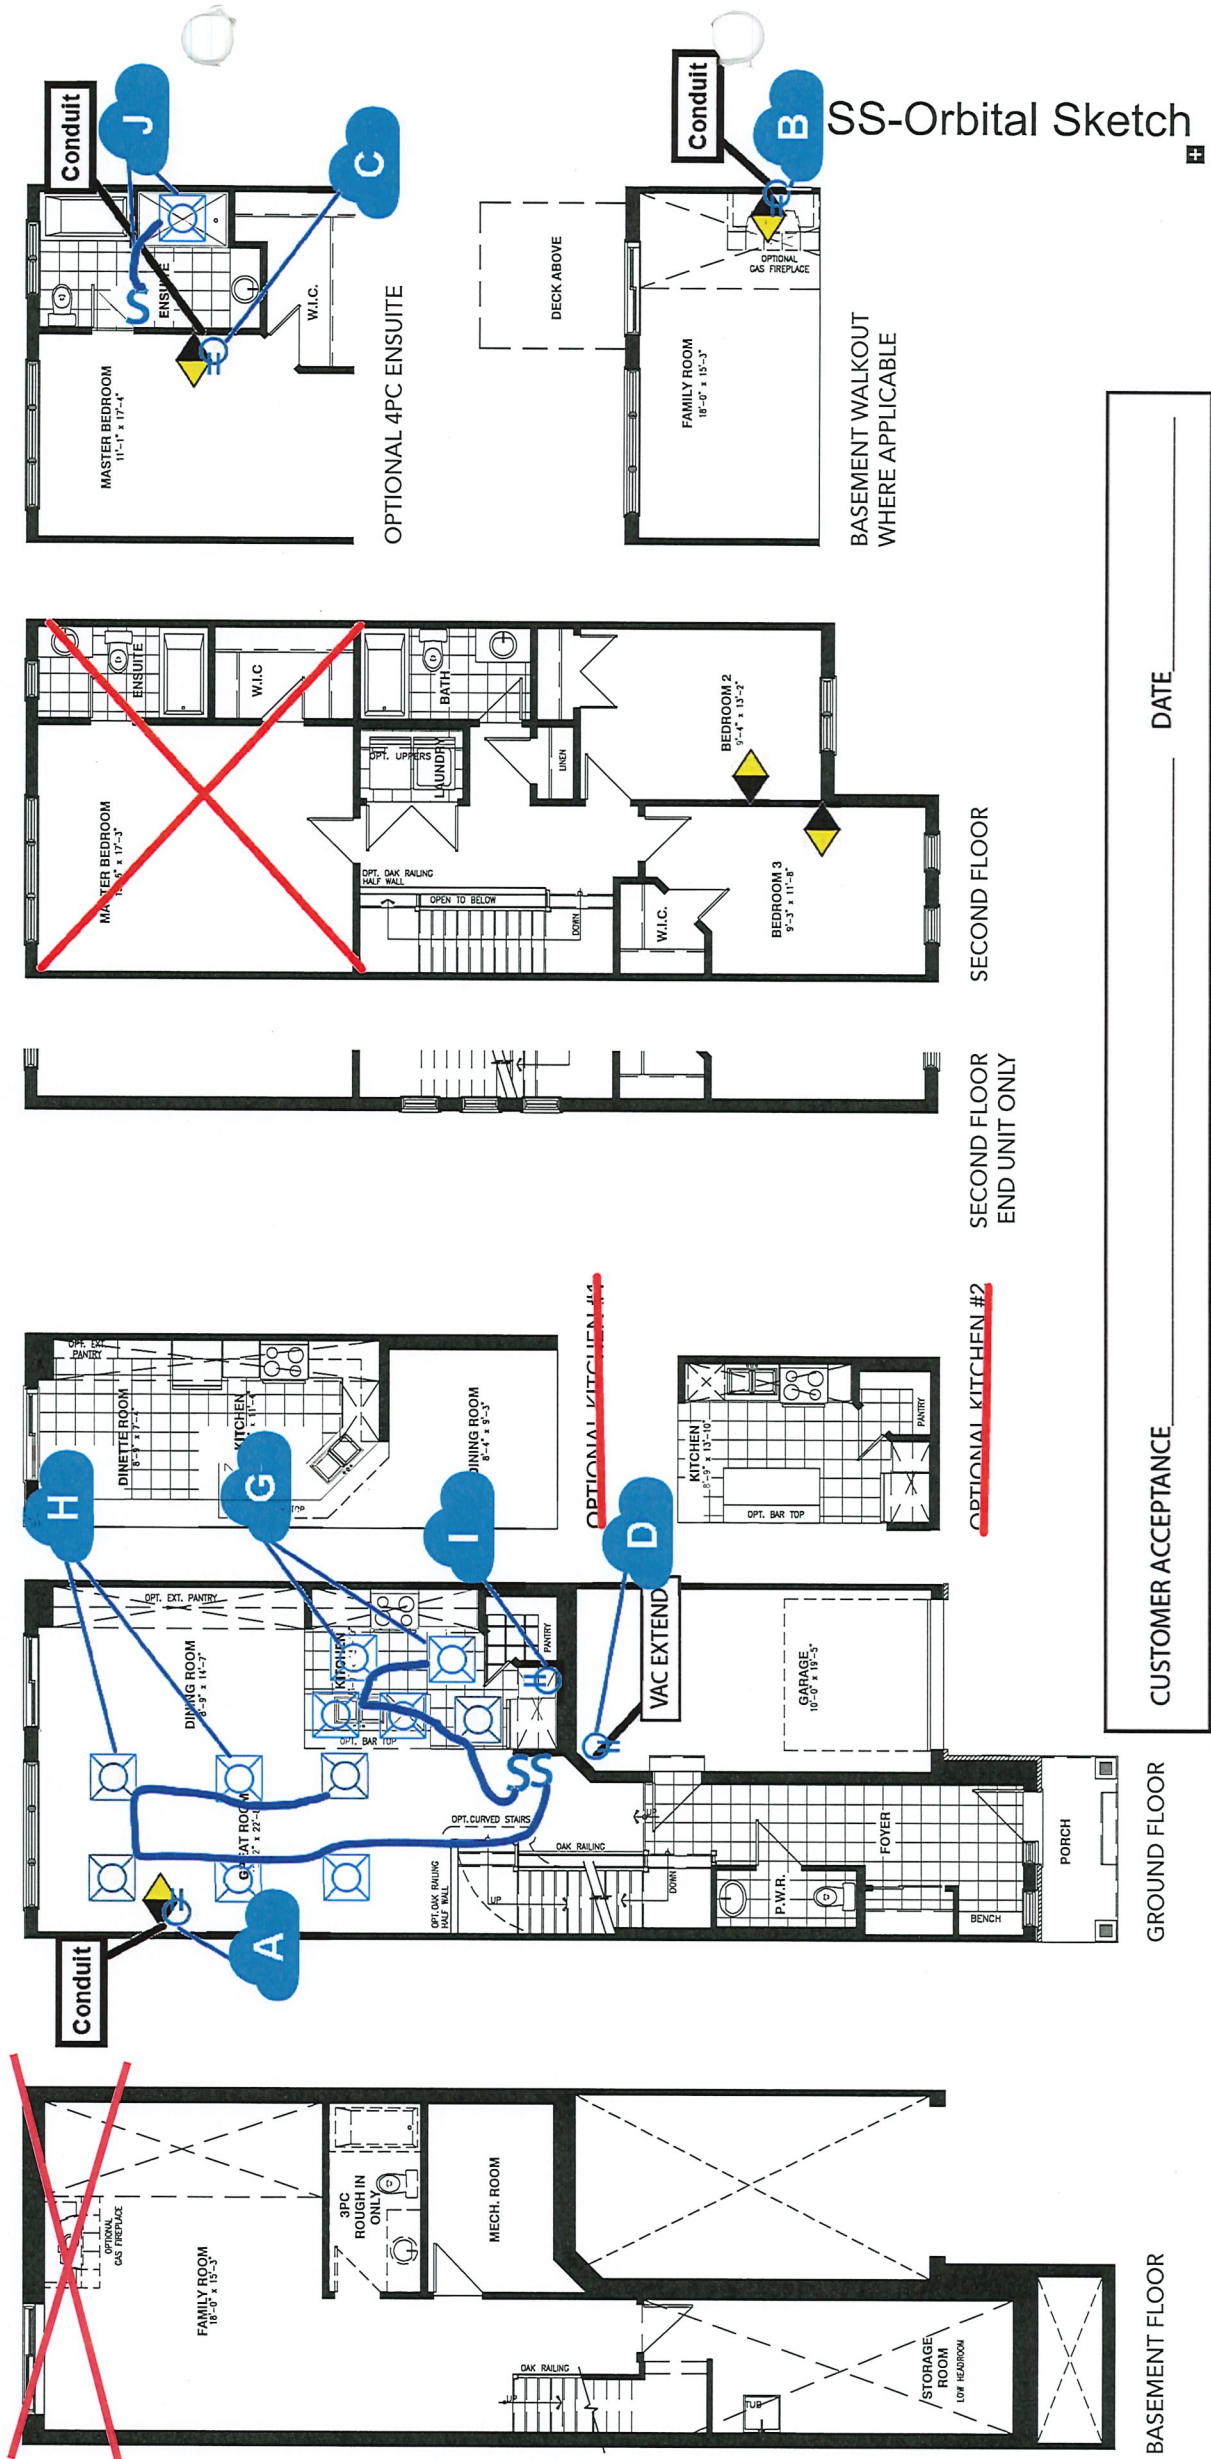 SS-Orbital Sketch
BASEMENT FLOOR
OPTIONAL
GAS FIREPLACE
FAMILY ROOM
18'-0" x 15'-3"
3PC
ROUGH IN
ONLY
MECH. ROOM
OAK RAILING
UP
TUB
STORAGE
ROOM
LOW HEADROOM
GROUND FLOOR
Conduit
A
H
G
I
D
VAC EXTEND
OPT. EXT. PANTRY
DINING ROOM
8'-9" x 14'-7"
KITCHEN
OPT. BAR TOP
PANTRY
SS
OPT.CURVED STAIRS
OPT.OAK RAILING
HALF WALL
UP
OAK RAILING
DOWN
UP
P.W.R.
FOYER
BENCH
GARAGE
10'-0" x 19'-5"
PORCH
OPT. EXT.
PANTRY
DINETTE ROOM
8'-9" x 7'-4"
KITCHEN
DINING ROOM
8'-4" x 9'-3"
KITCHEN
8'-9" x 13'-10"
OPT. BAR TOP
PANTRY
OPTIONAL KITCHEN #2
SECOND FLOOR
END UNIT ONLY
SECOND FLOOR
MASTER BEDROOM
ENSUITE
W.I.C
BATH
OPT. UPPERS
LAUNDRY
LINEN
OPT. OAK RAILING
HALF WALL
OPEN TO BELOW
DOWN
W.I.C.
BEDROOM 2
9'-4" x 13'-2"
BEDROOM 3
9'-3" x 11'-8"
OPTIONAL 4PC ENSUITE
Conduit
J
C
S
ENSUITE
MASTER BEDROOM
11'-1" x 17'-4"
W.I.C.
DECK ABOVE
Conduit
B
OPTIONAL
GAS FIREPLACE
FAMILY ROOM
18'-0" x 15'-3"
BASEMENT WALKOUT
WHERE APPLICABLE
CUSTOMER ACCEPTANCE
DATE